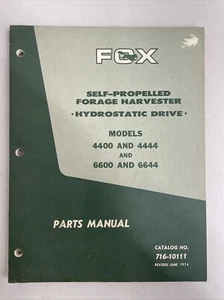 FOX
SELF-PROPELLED
FORAGE HARVESTER
• HYDROSTATIC DRIVE •
MODELS
4400 AND 4444
AND
6600 AND 6644
PARTS MANUAL
CATALOG NO.
716-10111
REVISED JUNE 1974